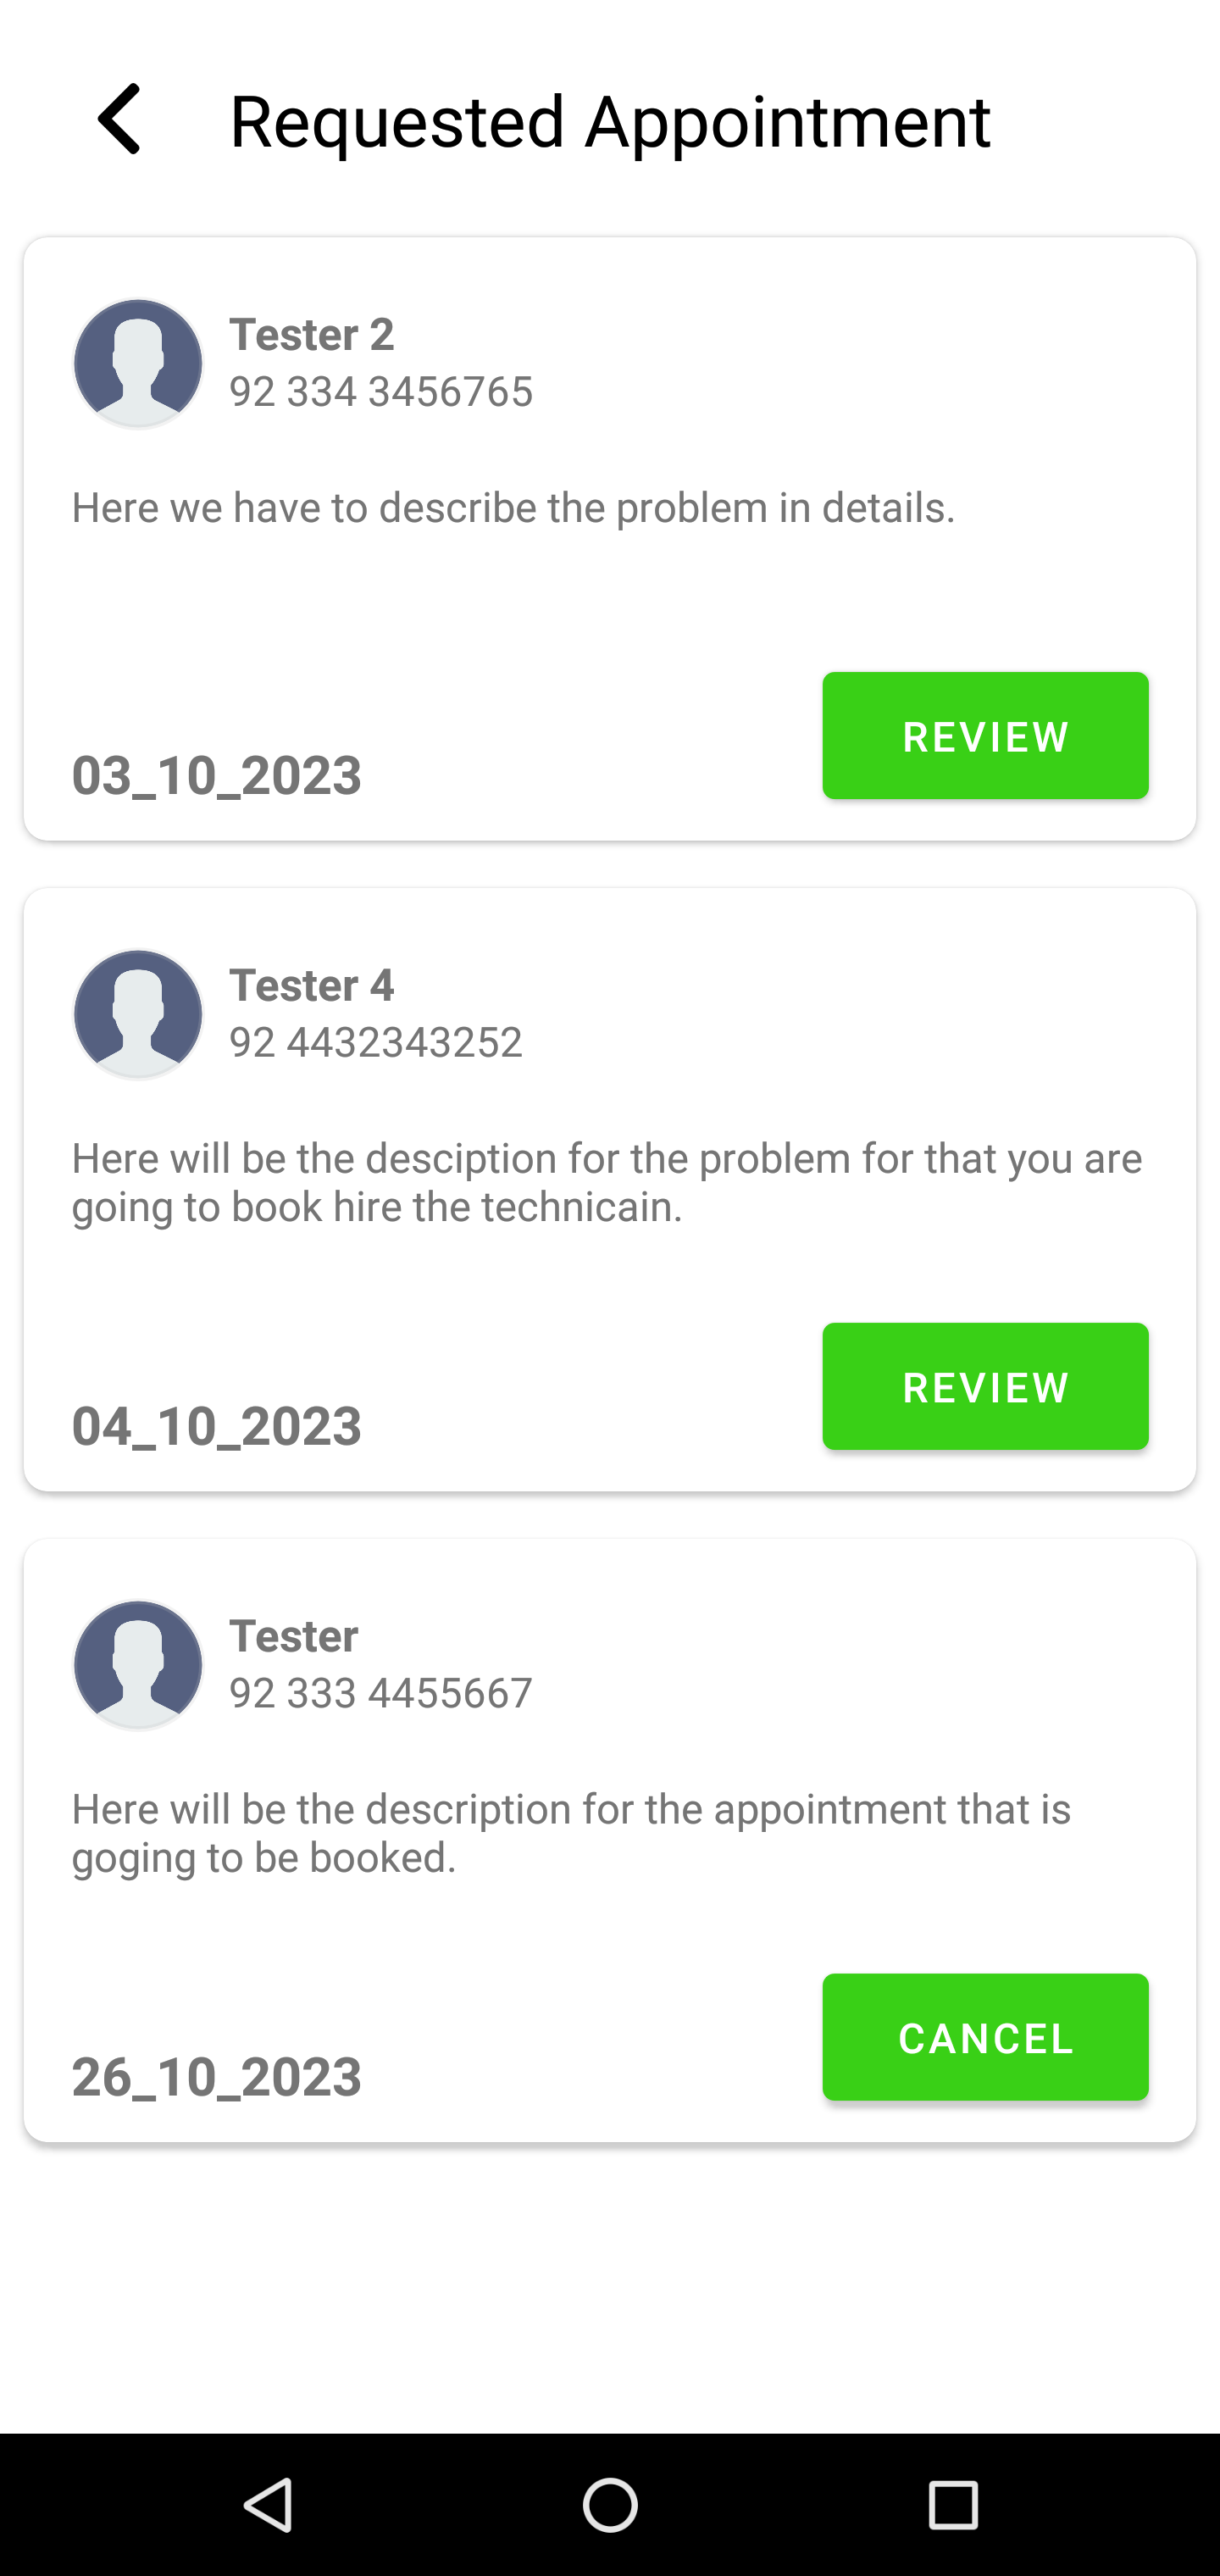 Requested Appointment
Tester 2
92 334 3456765
Here we have to describe the problem in details.
REVIEW
03_10_2023
Tester 4
92 4432343252
Here will be the desciption for the problem for that you are
going to book hire the technicain.
REVIEW
04_10_2023
Tester
92 333 4455667
Here will be the description for the appointment that is
goging to be booked.
CANCEL
26_10_2023